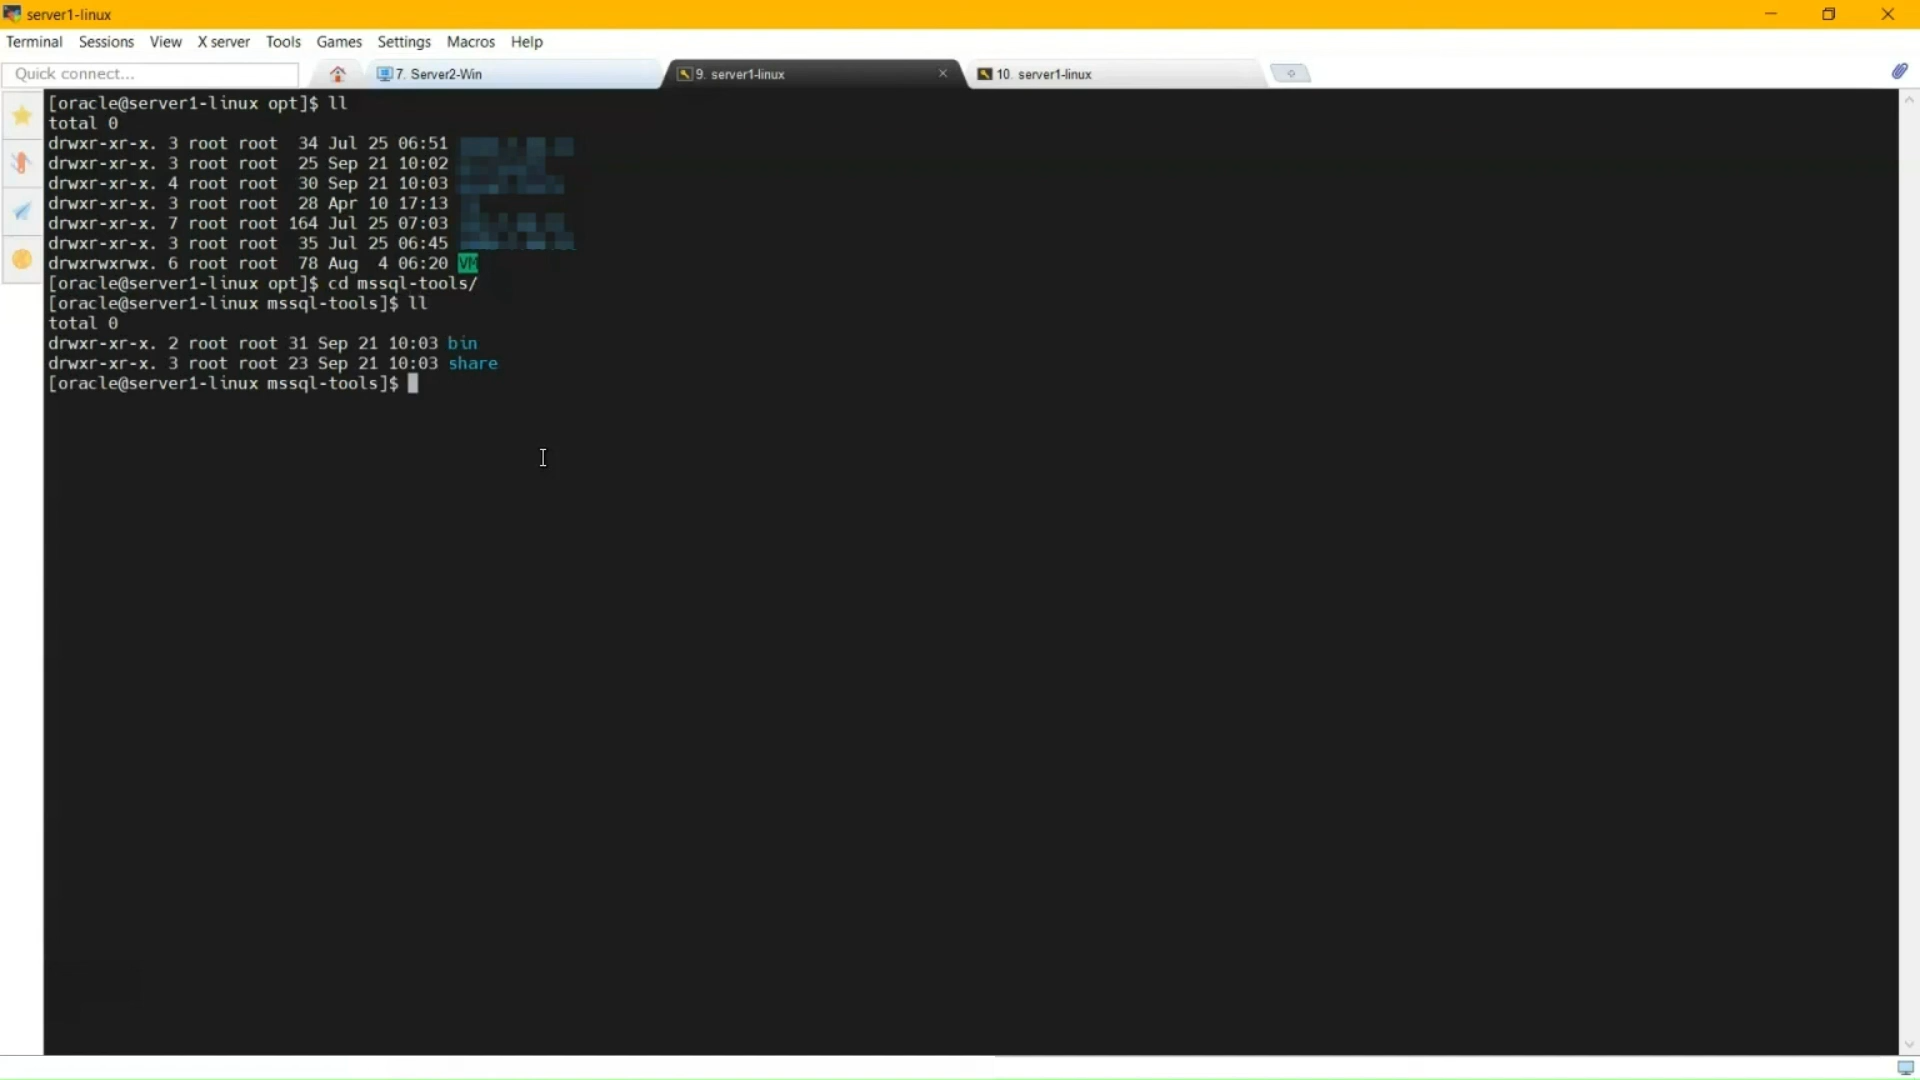 server1-linux
Terminal Sessions View X server Tools Games Settings Macros Help
Quick connect... 7. Server2-Win 9. server1-linux 10. server1-linux
[oracle@server1-linux opt]$ ll
total 0
drwxr-xr-x. 3 root root  34 Jul 25 06:51
drwxr-xr-x. 3 root root  25 Sep 21 10:02
drwxr-xr-x. 4 root root  30 Sep 21 10:03
drwxr-xr-x. 3 root root  28 Apr 10 17:13
drwxr-xr-x. 7 root root 164 Jul 25 07:03
drwxr-xr-x. 3 root root  35 Jul 25 06:45
drwxrwxrwx. 6 root root  78 Aug  4 06:20 VM
[oracle@server1-linux opt]$ cd mssql-tools/
[oracle@server1-linux mssql-tools]$ ll
total 0
drwxr-xr-x. 2 root root 31 Sep 21 10:03 bin
drwxr-xr-x. 3 root root 23 Sep 21 10:03 share
[oracle@server1-linux mssql-tools]$